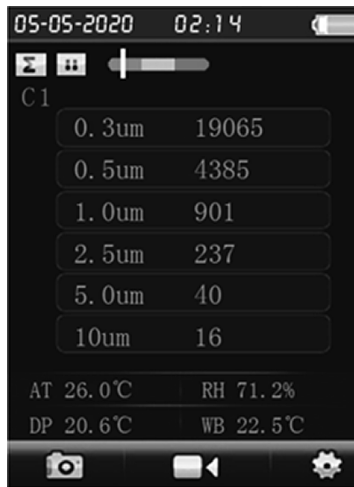 05-05-2020 02:14
Σ
C1
0.3um 19065
0.5um 4385
1.0um 901
2.5um 237
5.0um 40
10um 16
AT 26.0℃ RH 71.2%
DP 20.6℃ WB 22.5℃